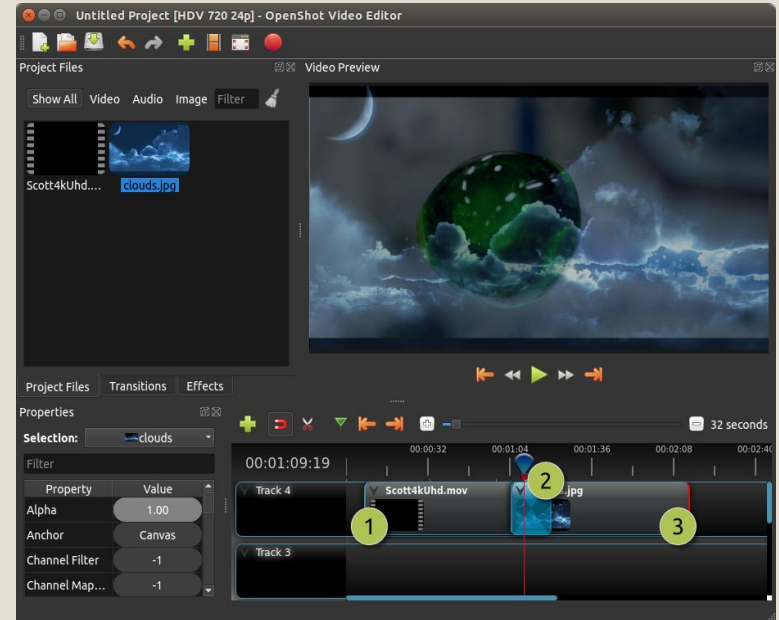 Untitled Project [HDV 720 24p] - OpenShot Video Editor
Project Files
Video Preview
Show All Video Audio Image Filter
Scott4kUhd.... clouds.jpg
Project Files Transitions Effects
Properties
Selection: clouds
Filter
Property Value
Alpha 1.00
Anchor Canvas
Channel Filter -1
Channel Map... -1
32 seconds
00:01:09:19
00:00:32 00:01:04 00:01:36 00:02:08 00:02:40
Track 4
Scott4kUhd.mov
.jpg
1
2
3
Track 3